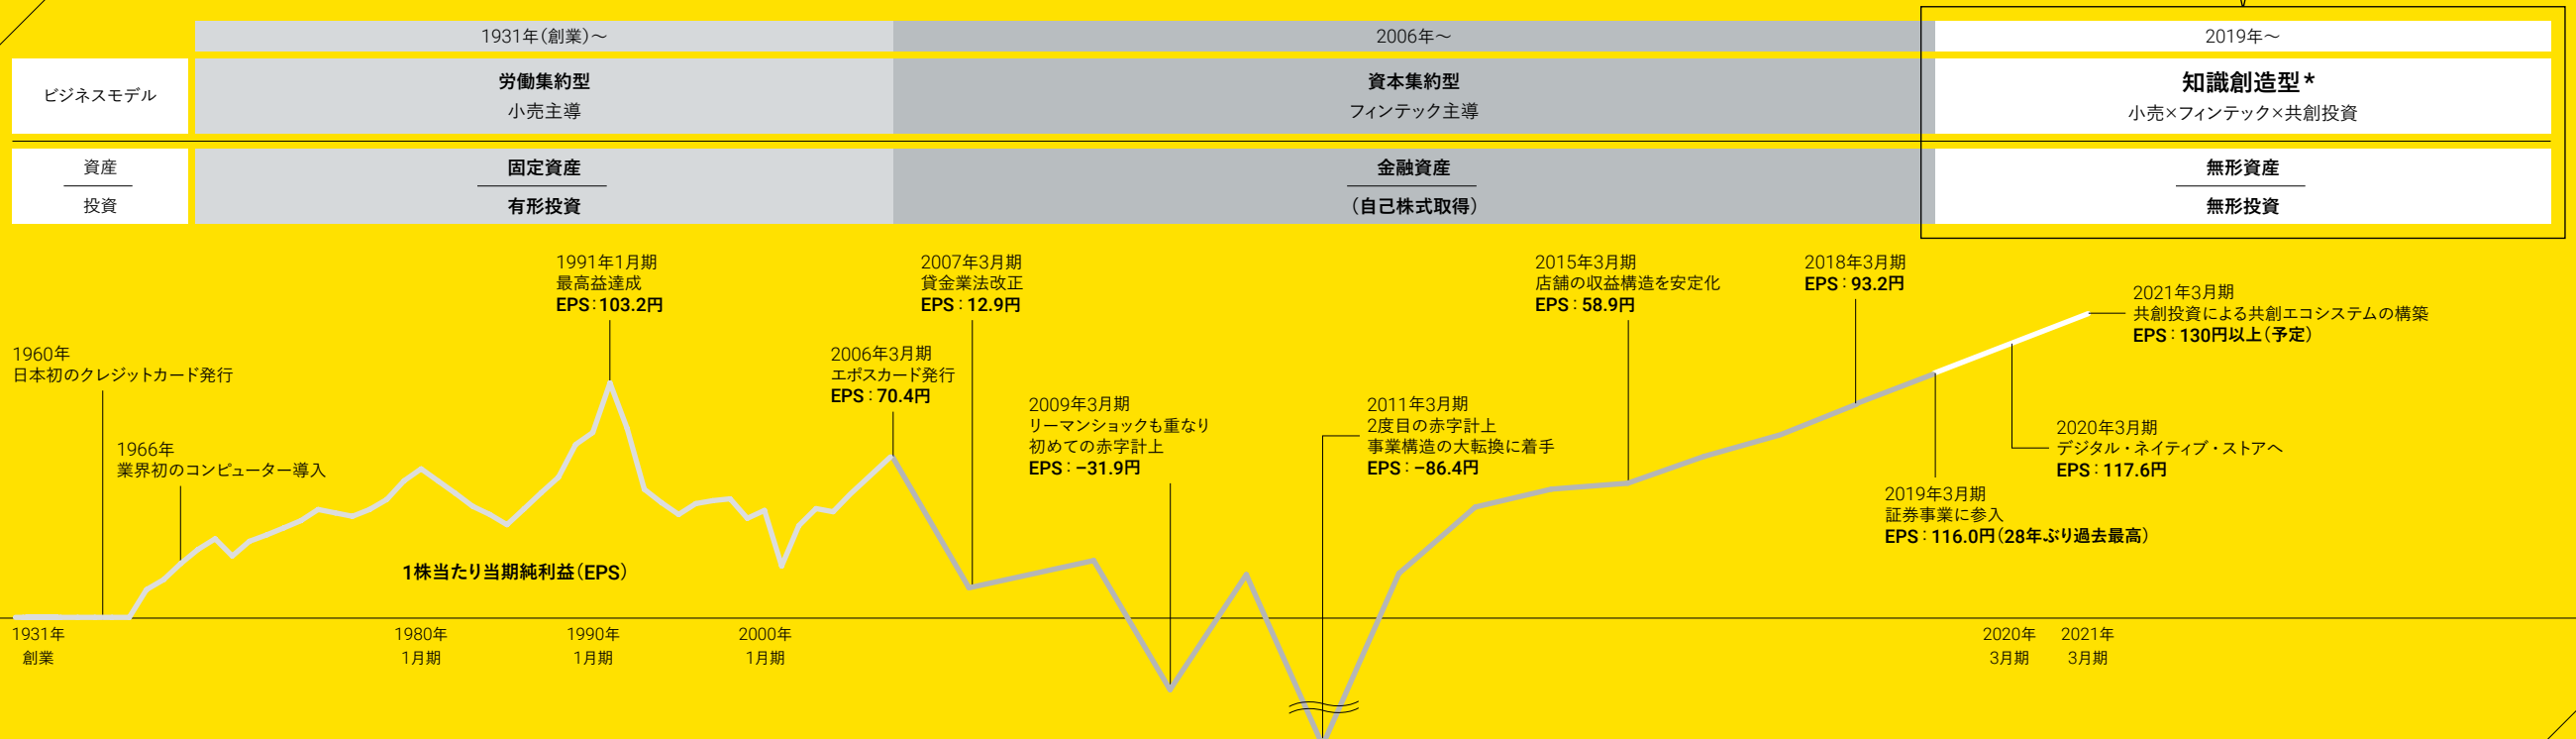 1931年（創業）〜
2006年〜
2019年〜
ビジネスモデル
労働集約型
小売主導
資本集約型
フィンテック主導
知識創造型*
小売×フィンテック×共創投資
資産
投資
固定資産
有形投資
金融資産
（自己株式取得）
無形資産
無形投資
1960年
日本初のクレジットカード発行
1966年
業界初のコンピューター導入
1991年1月期
最高益達成
EPS：103.2円
2006年3月期
エポスカード発行
EPS：70.4円
2007年3月期
貸金業法改正
EPS：12.9円
2009年3月期
リーマンショックも重なり
初めての赤字計上
EPS：−31.9円
2011年3月期
2度目の赤字計上
事業構造の大転換に着手
EPS：−86.4円
2015年3月期
店舗の収益構造を安定化
EPS：58.9円
2018年3月期
EPS：93.2円
2019年3月期
証券事業に参入
EPS：116.0円（28年ぶり過去最高）
2020年3月期
デジタル・ネイティブ・ストアへ
EPS：117.6円
2021年3月期
共創投資による共創エコシステムの構築
EPS：130円以上（予定）
1株当たり当期純利益（EPS）
1931年
創業
1980年
1月期
1990年
1月期
2000年
1月期
2020年
3月期
2021年
3月期